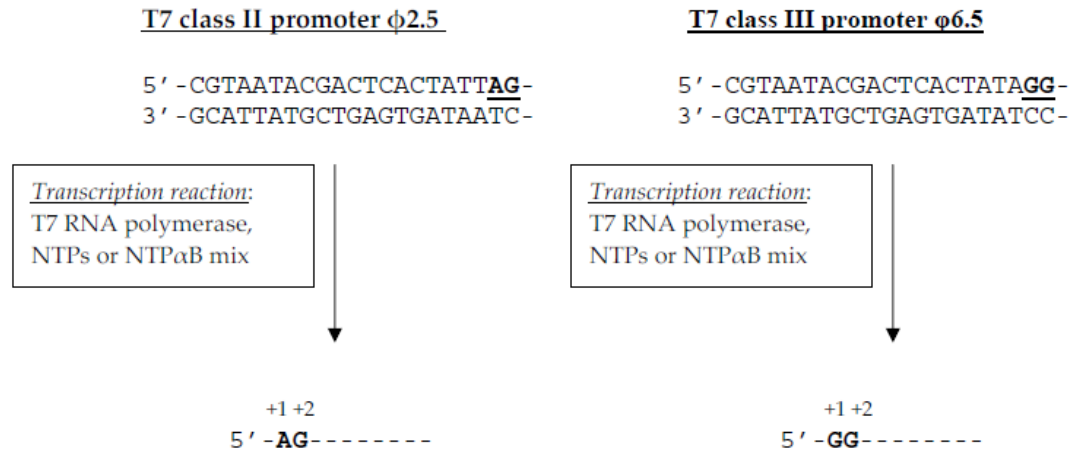 T7 class II promoter ϕ2.5
5′-CGTAATACGACTCACTATTAG-
3′-GCATTATGCTGAGTGATAATC-
Transcription reaction:
T7 RNA polymerase,
NTPs or NTPαB mix
+1 +2
5′-AG--------
T7 class III promoter φ6.5
5′-CGTAATACGACTCACTATAGG-
3′-GCATTATGCTGAGTGATATCC-
Transcription reaction:
T7 RNA polymerase,
NTPs or NTPαB mix
+1 +2
5′-GG--------